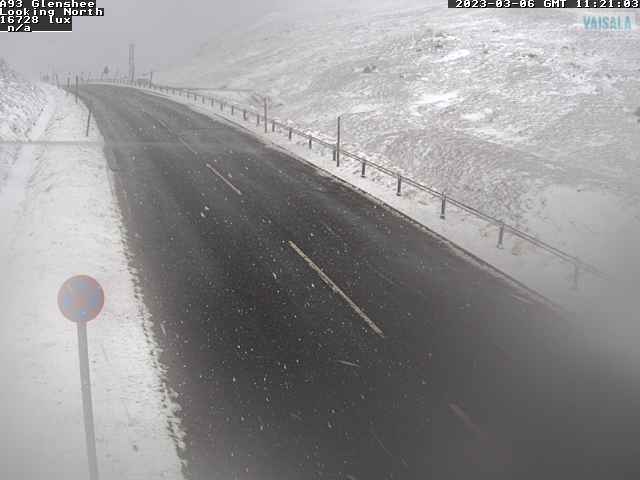 A93 Glenshee
Looking North
16728 lux
n/a
2023-03-06 GMT 11:21:03
VAISALA